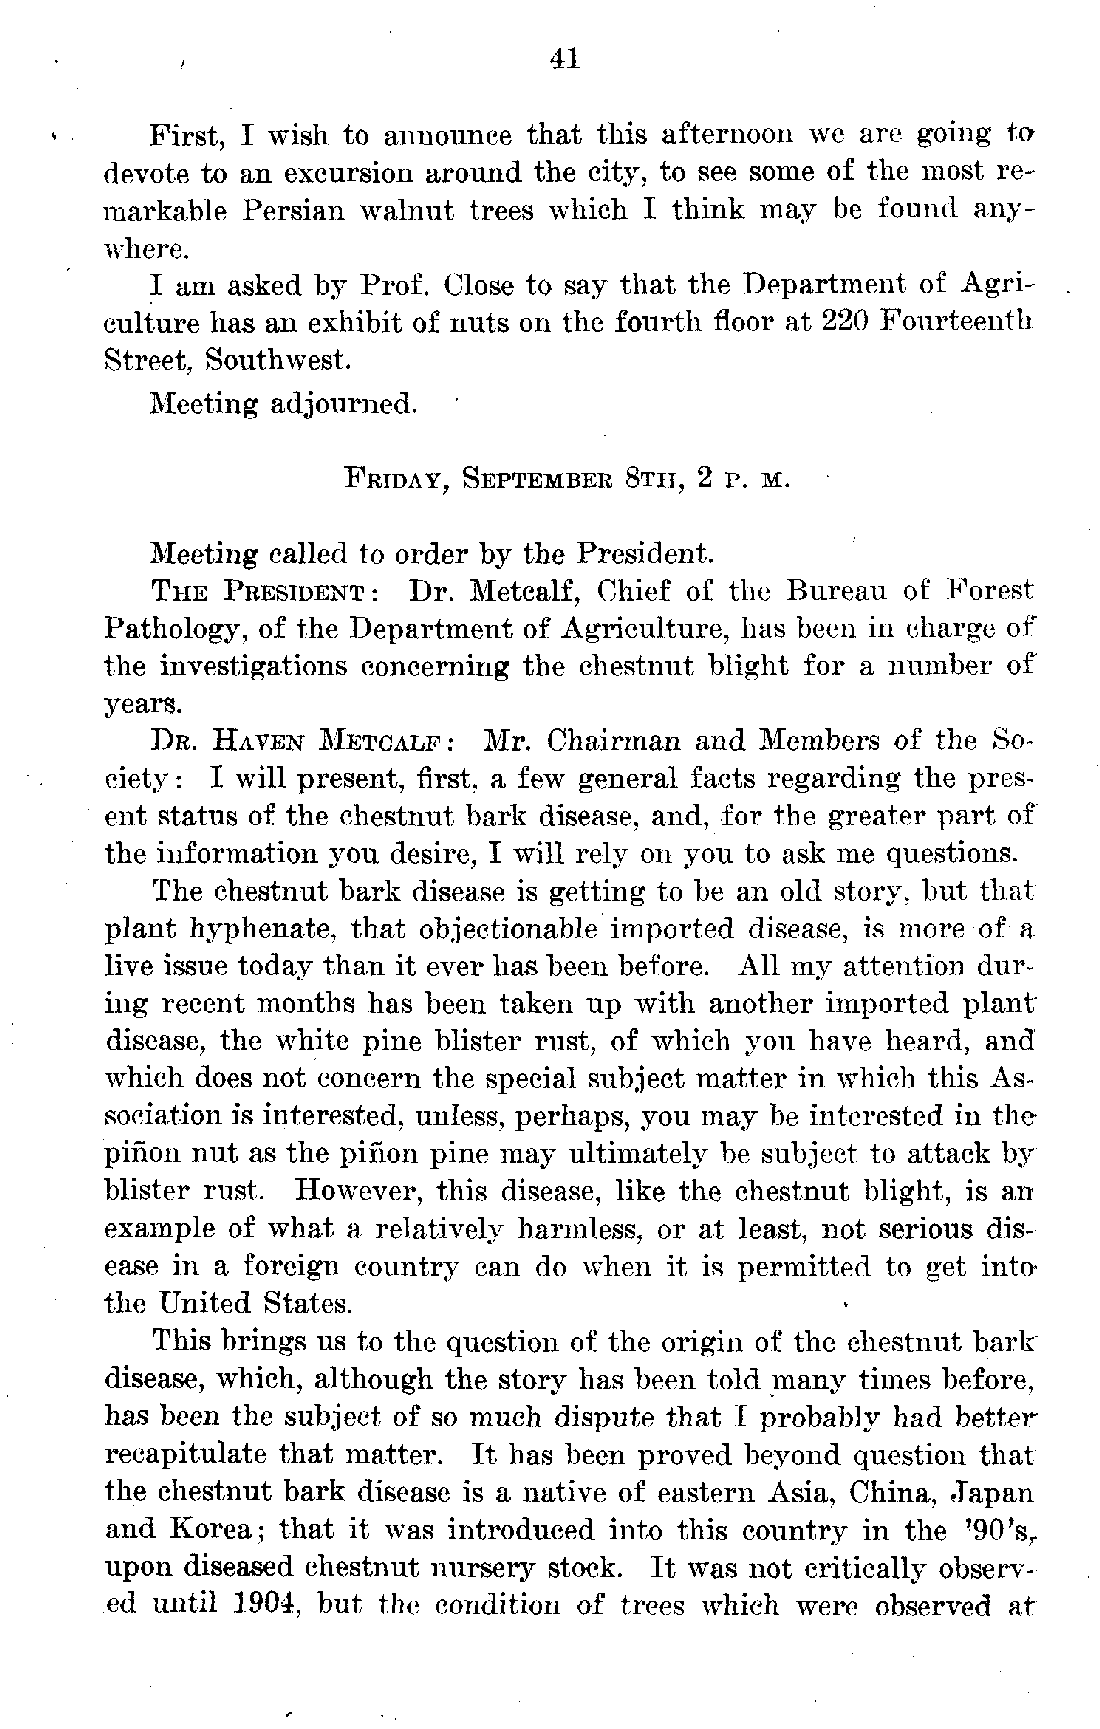 41
First, I wish to announce that this afternoon we are going to
devote to an excursion around the city, to see some of the most re-
markable Persian walnut trees which I think may be found any-
where.
I am asked by Prof. Close to say that the Department of Agri-
culture has an exhibit of nuts on the fourth floor at 220 Fourteenth
Street, Southwest.
Meeting adjourned.
FRIDAY, SEPTEMBER 8TH, 2 P. M.
Meeting called to order by the President.
THE PRESIDENT: Dr. Metcalf, Chief of the Bureau of Forest
Pathology, of the Department of Agriculture, has been in charge of
the investigations concerning the chestnut blight for a number of
years.
DR. HAVEN METCALF: Mr. Chairman and Members of the So-
ciety: I will present, first, a few general facts regarding the pres-
ent status of the chestnut bark disease, and, for the greater part of
the information you desire, I will rely on you to ask me questions.
The chestnut bark disease is getting to be an old story, but that
plant hyphenate, that objectionable imported disease, is more of a
live issue today than it ever has been before. All my attention dur-
ing recent months has been taken up with another imported plant
disease, the white pine blister rust, of which you have heard, and
which does not concern the special subject matter in which this As-
sociation is interested, unless, perhaps, you may be interested in the
piñon nut as the piñon pine may ultimately be subject to attack by
blister rust. However, this disease, like the chestnut blight, is an
example of what a relatively harmless, or at least, not serious dis-
ease in a foreign country can do when it is permitted to get into
the United States.
This brings us to the question of the origin of the chestnut bark
disease, which, although the story has been told many times before,
has been the subject of so much dispute that I probably had better
recapitulate that matter. It has been proved beyond question that
the chestnut bark disease is a native of eastern Asia, China, Japan
and Korea; that it was introduced into this country in the '90's,
upon diseased chestnut nursery stock. It was not critically observ-
ed until 1904, but the condition of trees which were observed at